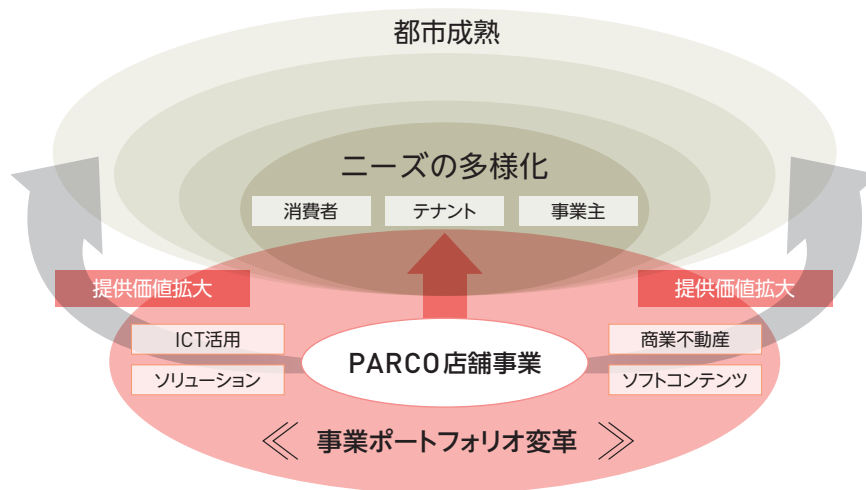 都市成熟
ニーズの多様化
消費者
テナント
事業主
提供価値拡大
提供価値拡大
ICT活用
商業不動産
PARCO店舗事業
ソリューション
ソフトコンテンツ
事業ポートフォリオ変革